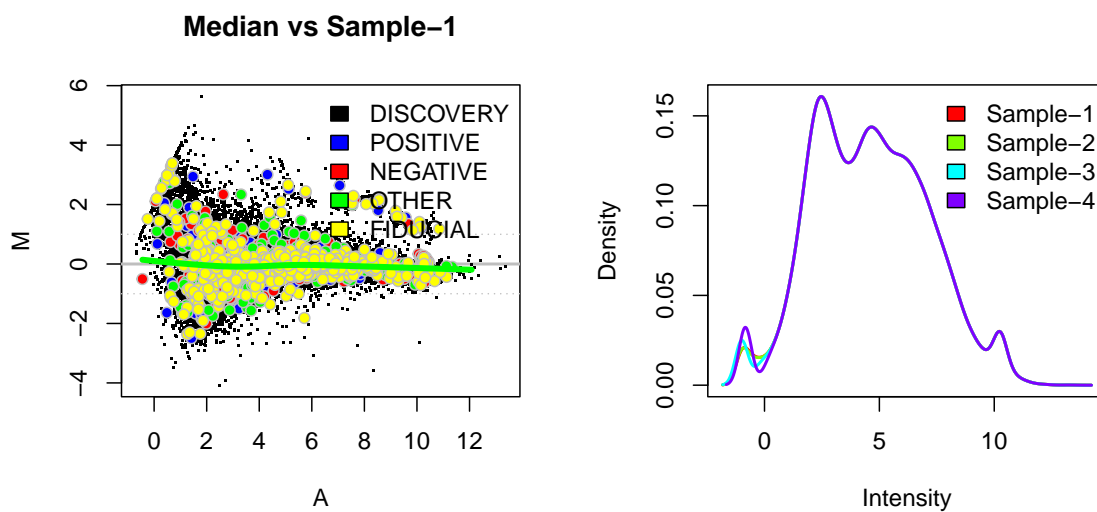 Median vs Sample−1
M
6
4
2
0
−2
−4
DISCOVERY
POSITIVE
NEGATIVE
OTHER
FIDUCIAL
0 2 4 6 8 10 12
A
Density
0.15
0.10
0.05
0.00
Sample−1
Sample−2
Sample−3
Sample−4
0 5 10
Intensity